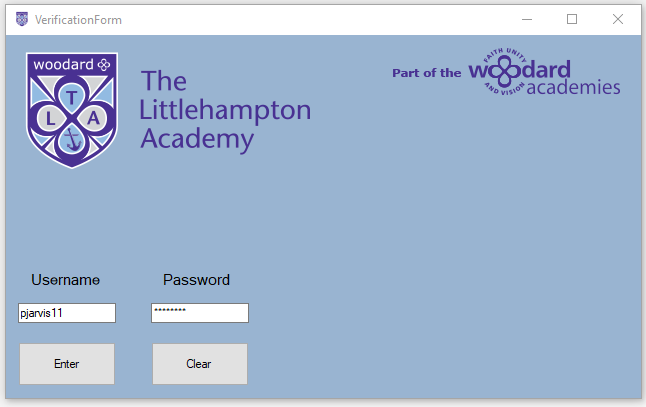 VerificationForm
woodard
T
L A
The
Littlehampton
Academy
Part of the woodard academies
FAITH UNITY
AND VISION
Username Password
pjarvis11 ********
Enter Clear